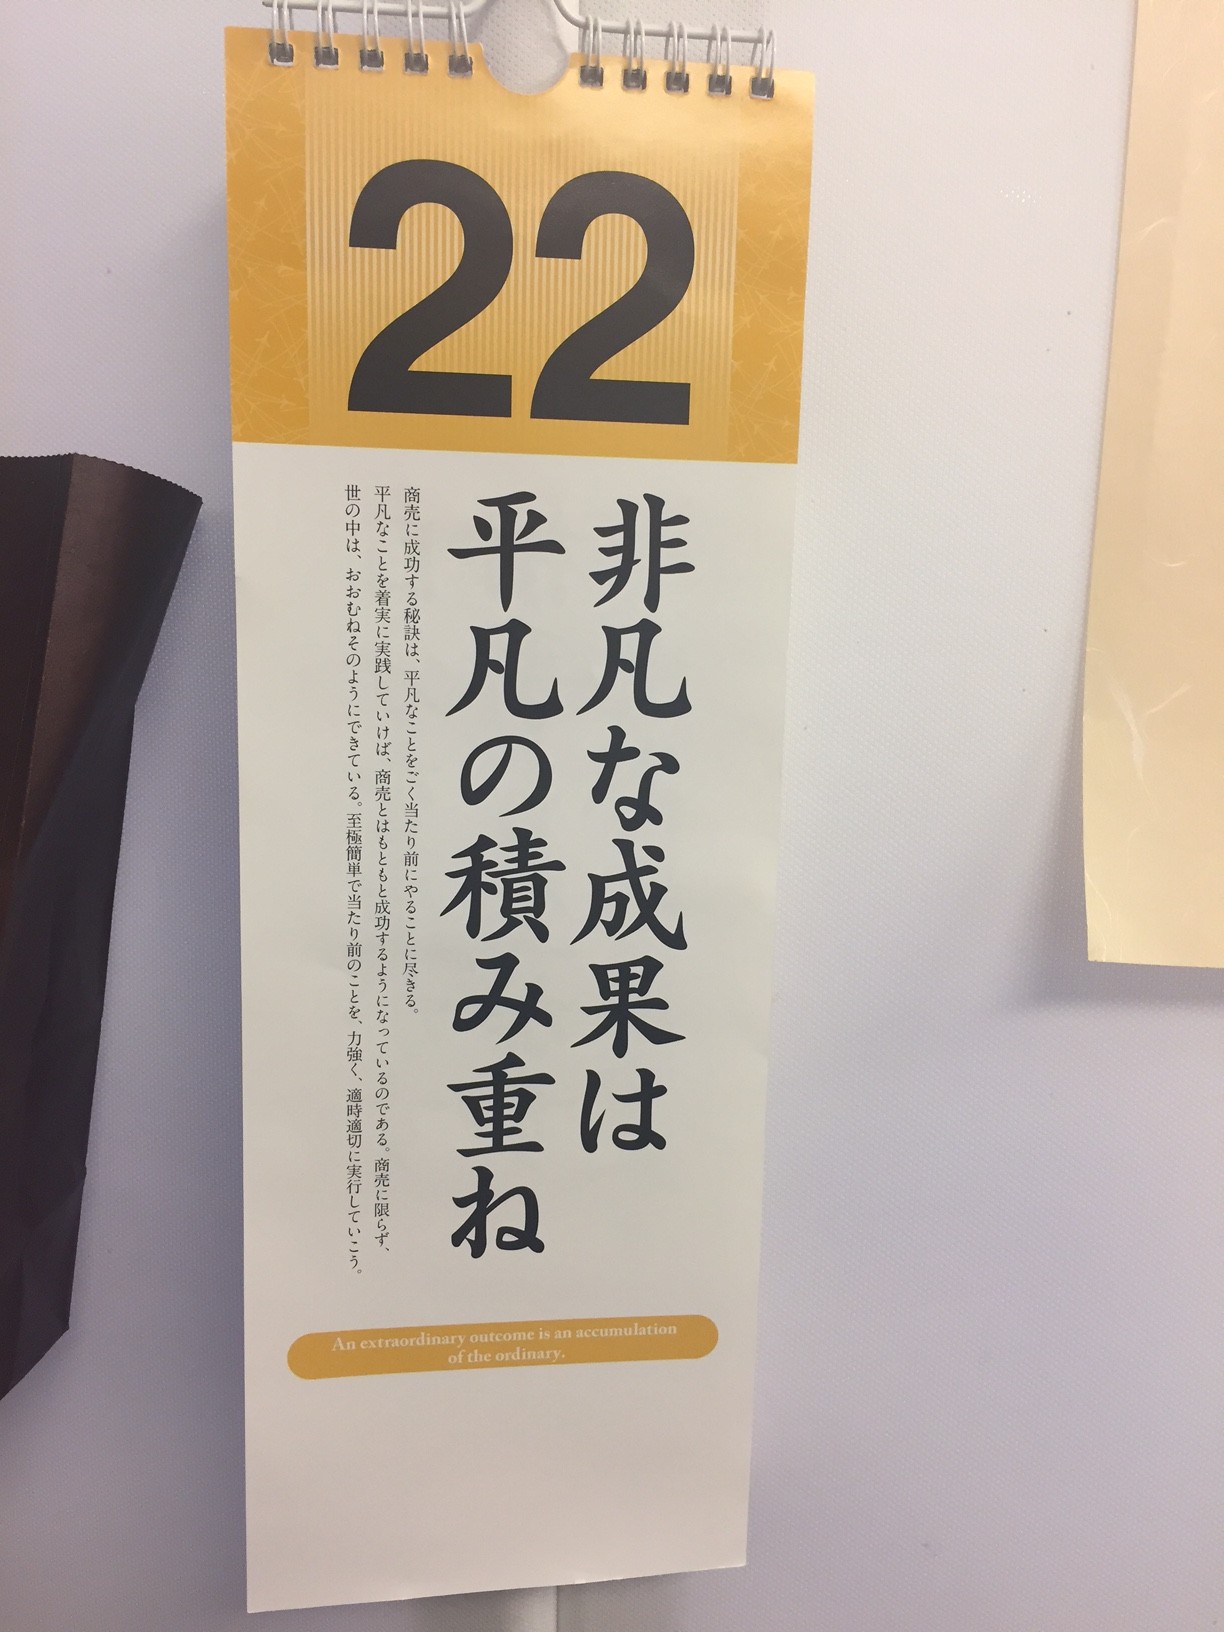 22
非凡な成果は
平凡の積み重ね
商売に成功する秘訣は、平凡なことをごく当たり前にやることに尽きる。
平凡なことを着実に実践していけば、商売とはもともと成功するようになっているのである。商売に限らず、
世の中は、おおむねそのようにできている。至極簡単で当たり前のことを、力強く、適時適切に実行していこう。
An extraordinary outcome is an accumulation
of the ordinary.